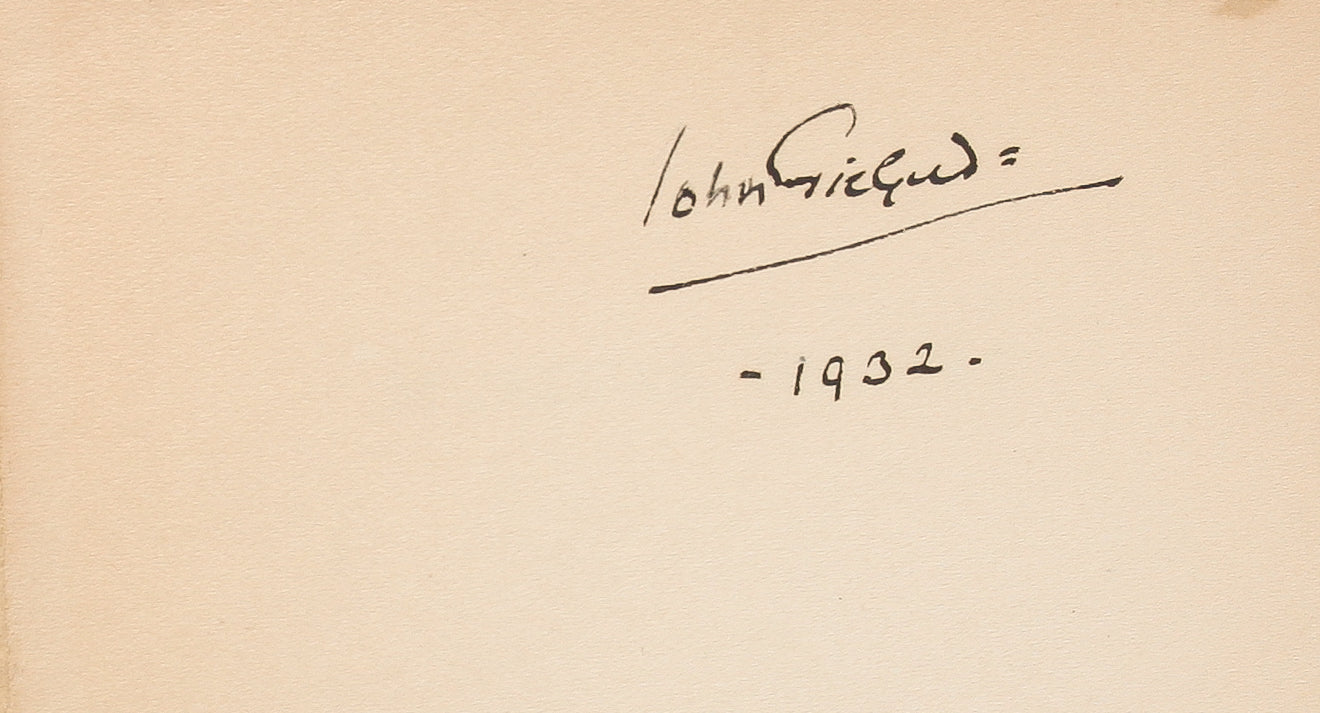 John Gielgud =
- 1932 -